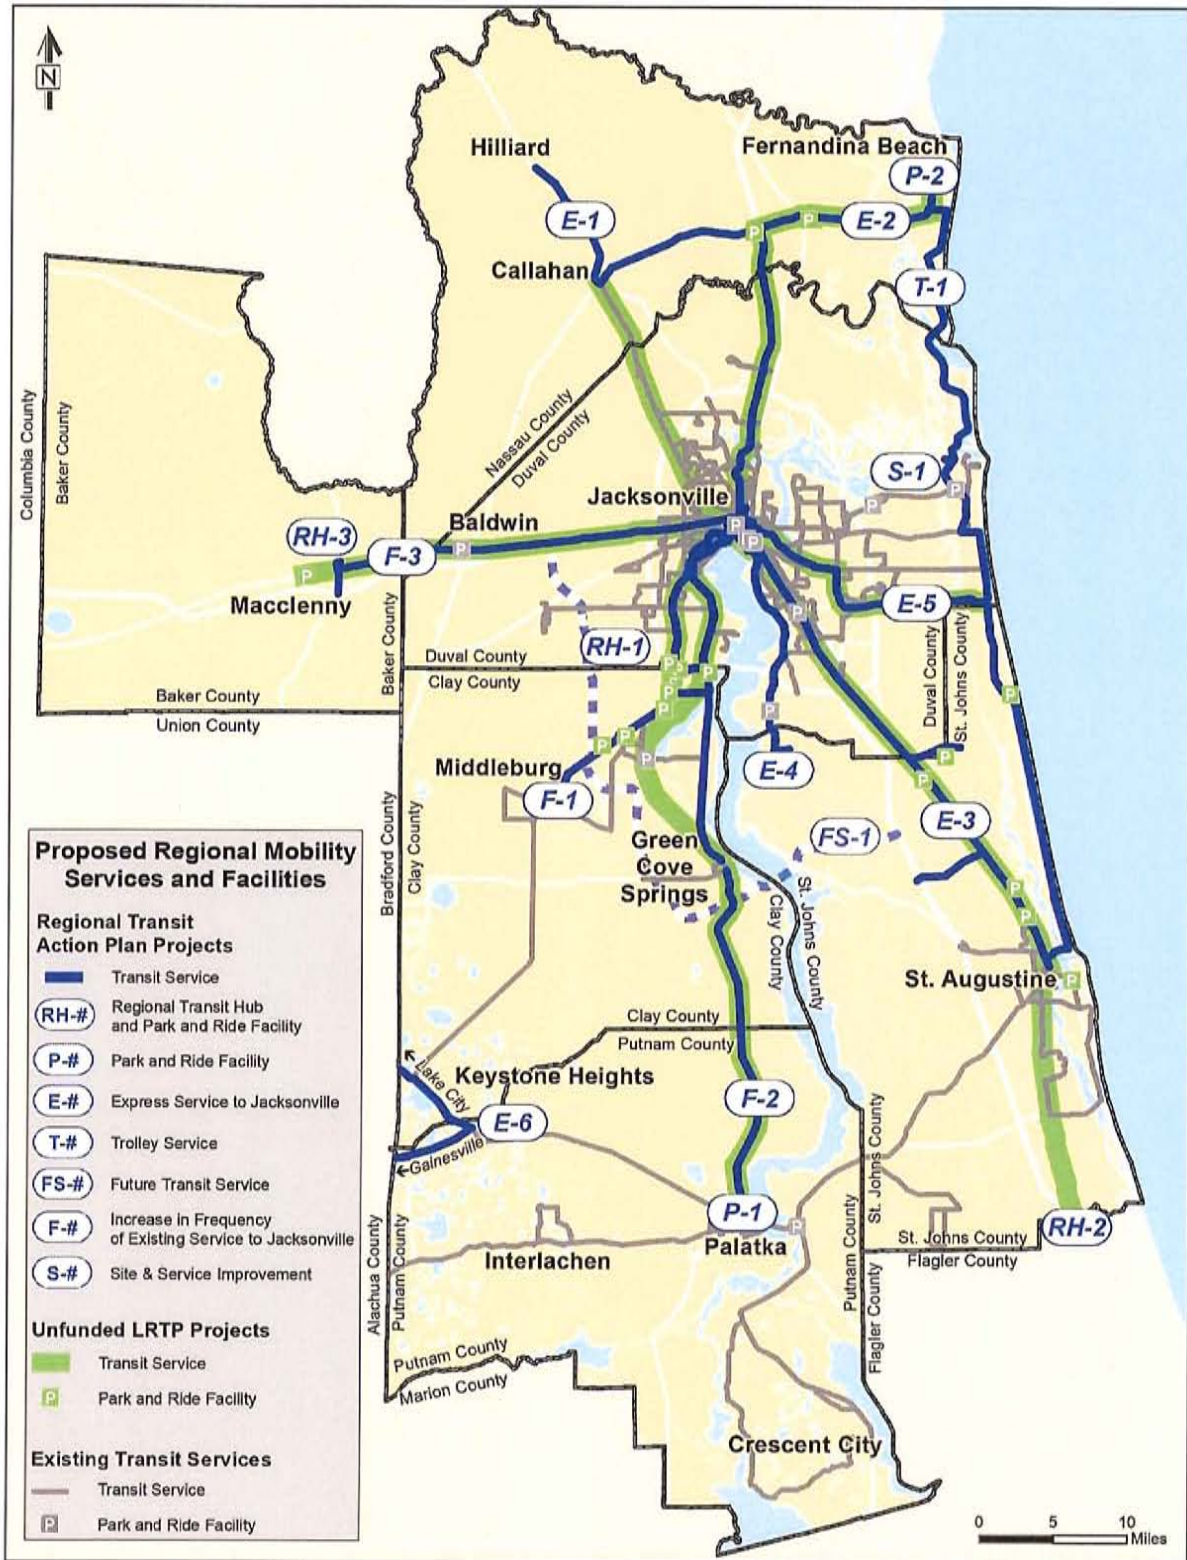 N
Hilliard
Fernandina Beach
P-2
E-1
E-2
Callahan
T-1
Columbia County
Baker County
Nassau County
Duval County
S-1
Jacksonville
Baldwin
RH-3
F-3
Macclenny
E-5
RH-1
Baker County
Duval County
Clay County
Duval County
St. Johns County
Baker County
Union County
Middleburg
E-4
F-1
E-3
FS-1
Green
Cove
Springs
Bradford County
Clay County
St. Johns County
Clay County
St. Augustine
Clay County
Putnam County
Lake City
Keystone Heights
F-2
E-6
Gainesville
St. Johns County
Putnam County
P-1
Palatka
RH-2
St. Johns County
Flagler County
Interlachen
Alachua County
Putnam County
Flagler County
Putnam County
Marion County
Crescent City
0 5 10
Miles
Proposed Regional Mobility
Services and Facilities
Regional Transit
Action Plan Projects
Transit Service
RH-# Regional Transit Hub
and Park and Ride Facility
P-# Park and Ride Facility
E-# Express Service to Jacksonville
T-# Trolley Service
FS-# Future Transit Service
F-# Increase in Frequency
of Existing Service to Jacksonville
S-# Site & Service Improvement
Unfunded LRTP Projects
Transit Service
P Park and Ride Facility
Existing Transit Services
Transit Service
P Park and Ride Facility